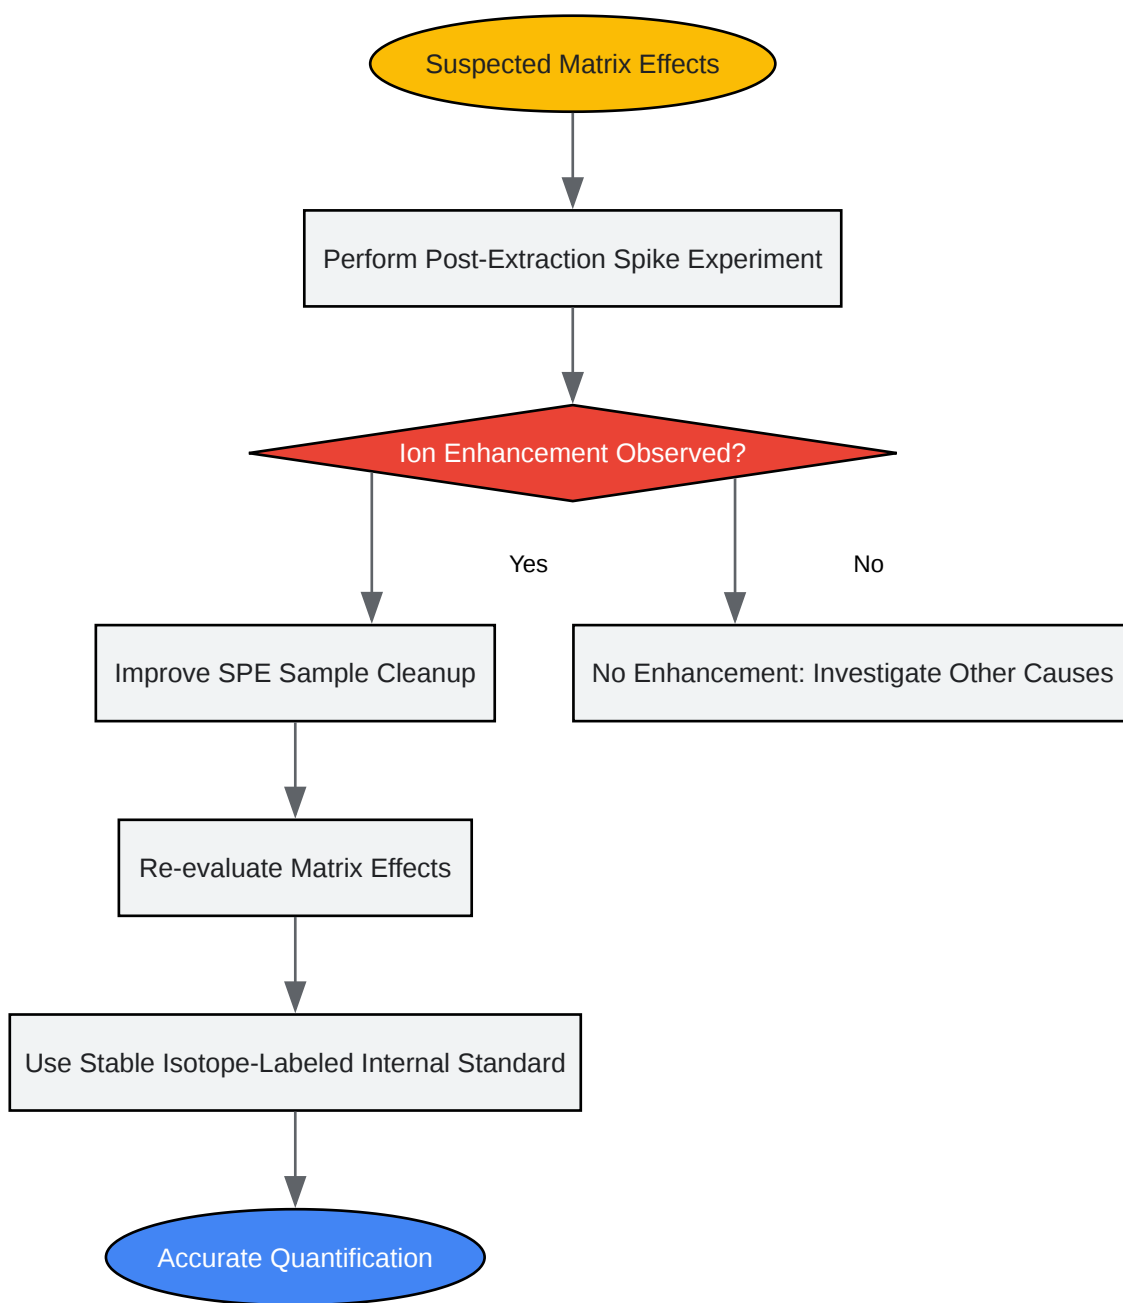 Suspected Matrix Effects
Perform Post-Extraction Spike Experiment
Ion Enhancement Observed?
Yes
No
Improve SPE Sample Cleanup
No Enhancement: Investigate Other Causes
Re-evaluate Matrix Effects
Use Stable Isotope-Labeled Internal Standard
Accurate Quantification